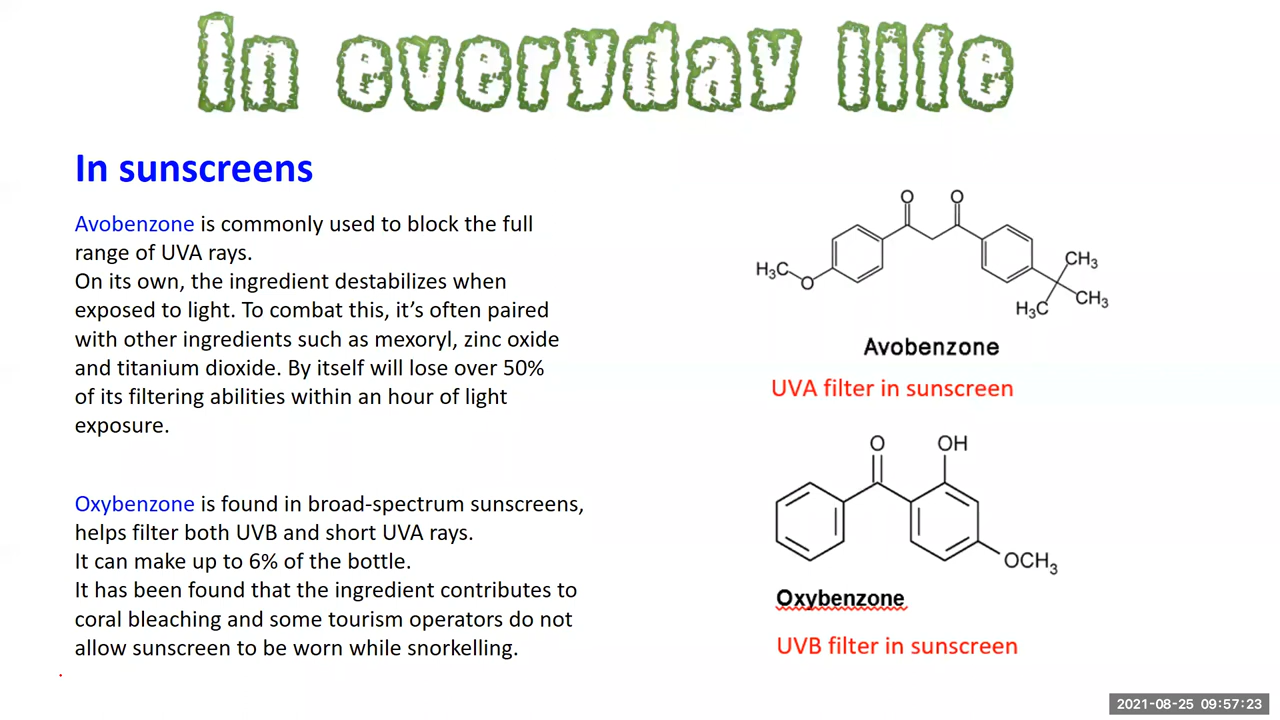 In everyday life
In sunscreens
Avobenzone is commonly used to block the full
range of UVA rays.
On its own, the ingredient destabilizes when
exposed to light. To combat this, it’s often paired
with other ingredients such as mexoryl, zinc oxide
and titanium dioxide. By itself will lose over 50%
of its filtering abilities within an hour of light
exposure.
Oxybenzone is found in broad-spectrum sunscreens,
helps filter both UVB and short UVA rays.
It can make up to 6% of the bottle.
It has been found that the ingredient contributes to
coral bleaching and some tourism operators do not
allow sunscreen to be worn while snorkelling.
O O
H₃C
O
CH₃
CH₃
H₃C
Avobenzone
UVA filter in sunscreen
O OH
OCH₃
Oxybenzone
UVB filter in sunscreen
2021-08-25 09:57:23